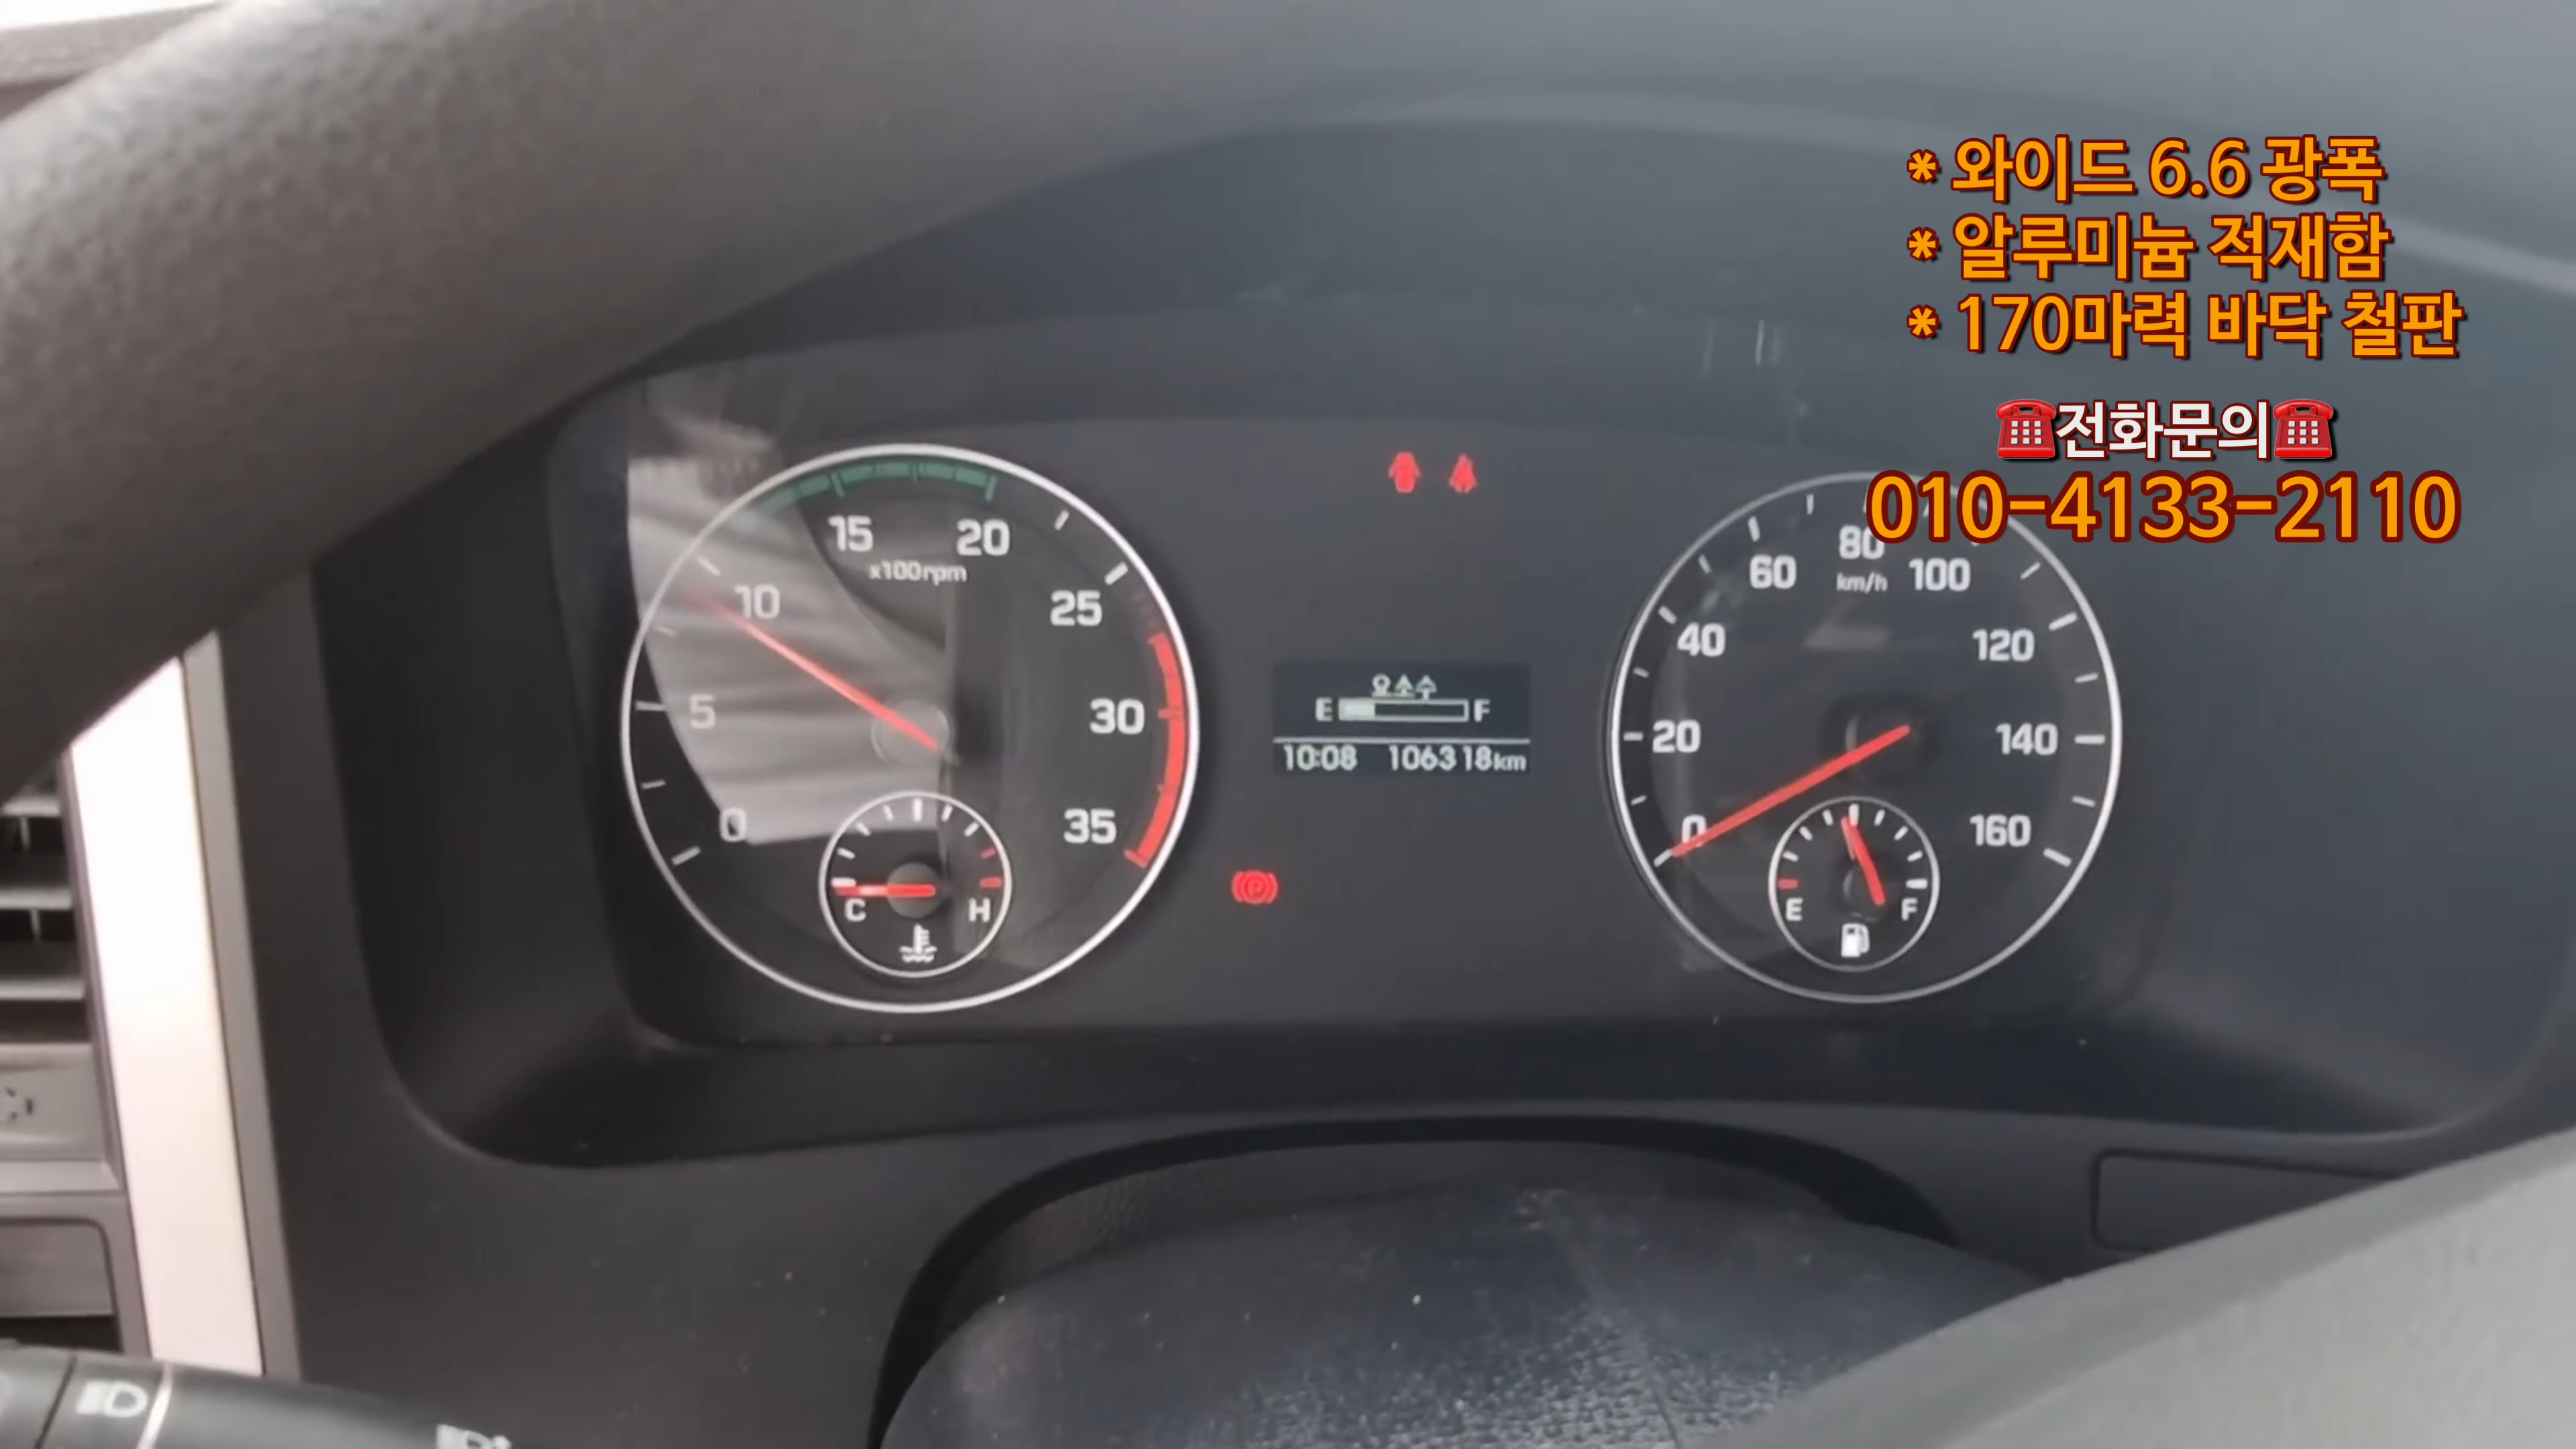 * 와이드 6.6 광폭
* 알루미늄 적재함
* 170마력 바닥 철판
☎전화문의☎
010-4133-2110
0
5
10
15
20
25
30
35
x100rpm
C H
요소수
E F
10:08 106318km
0
20
40
60
80
100
120
140
160
km/h
E F